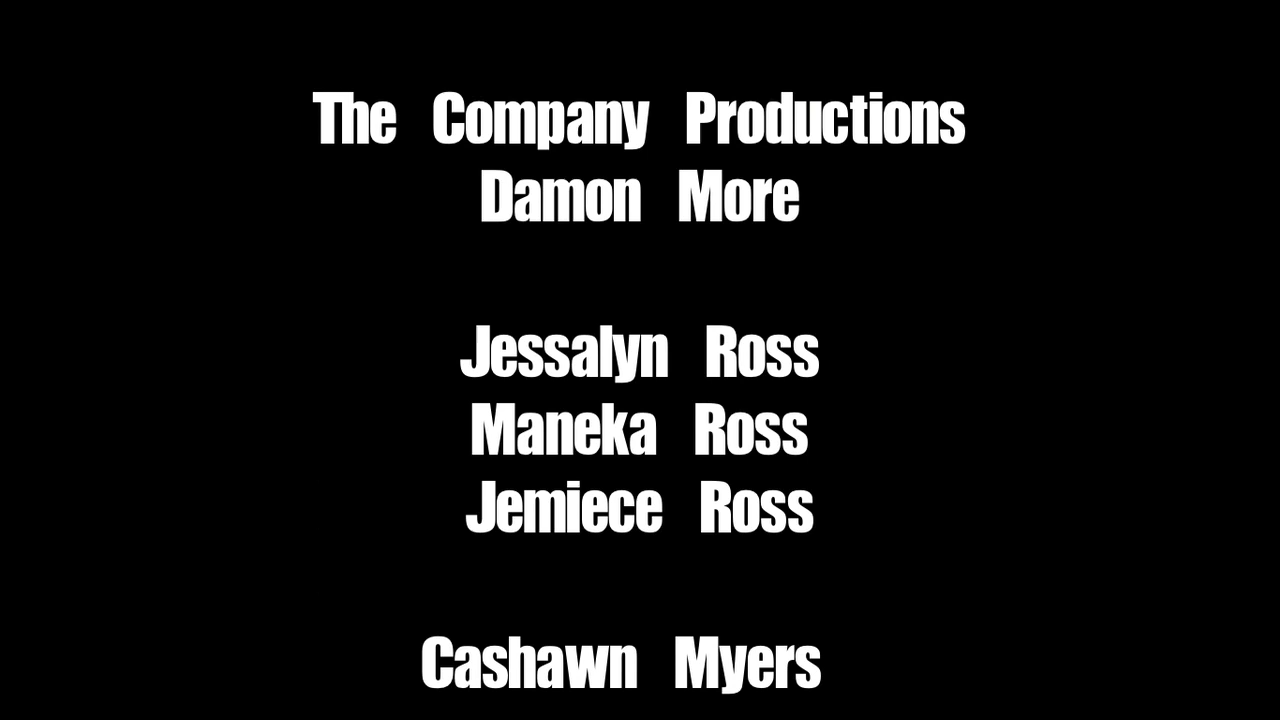 The Company Productions
Damon More
Jessalyn Ross
Maneka Ross
Jemiece Ross
Cashawn Myers